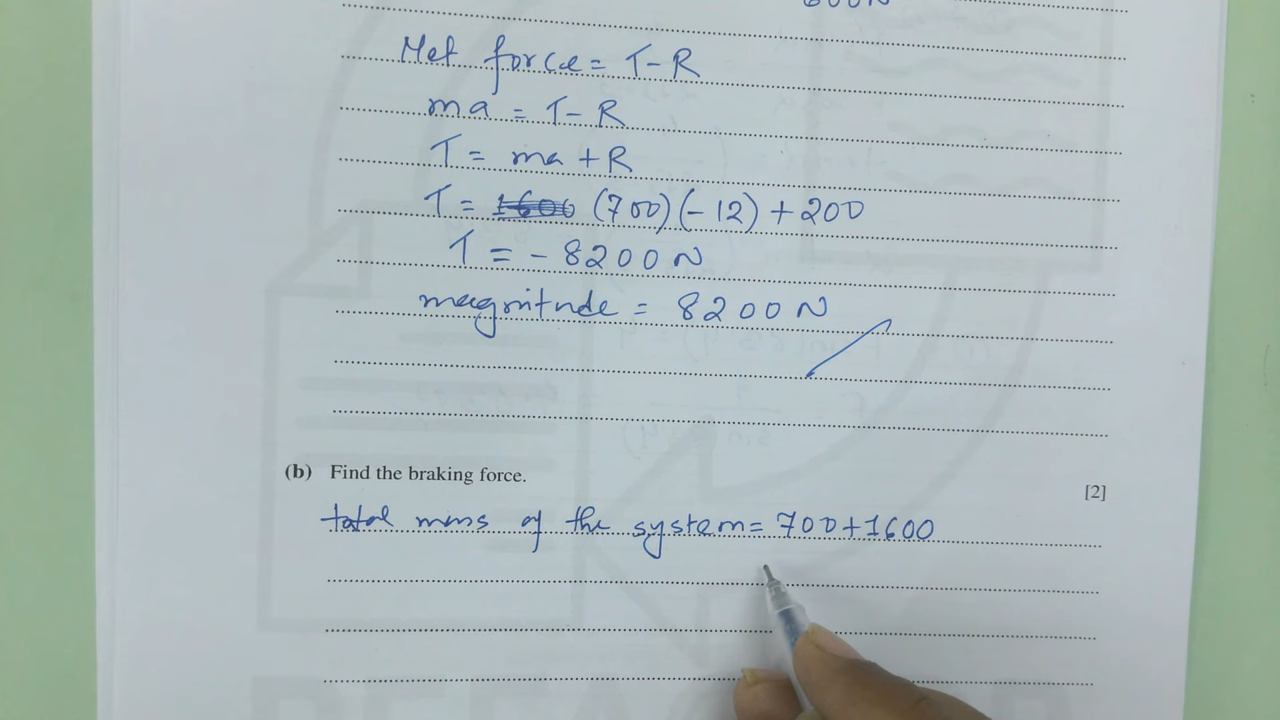 600N
Net force = T-R
ma = T-R
T = ma + R
T = 1600 (700)(-12) + 200
T = - 8200 N
magnitude = 8200 N
(b) Find the braking force.
[2]
total mass of the system = 700+1600